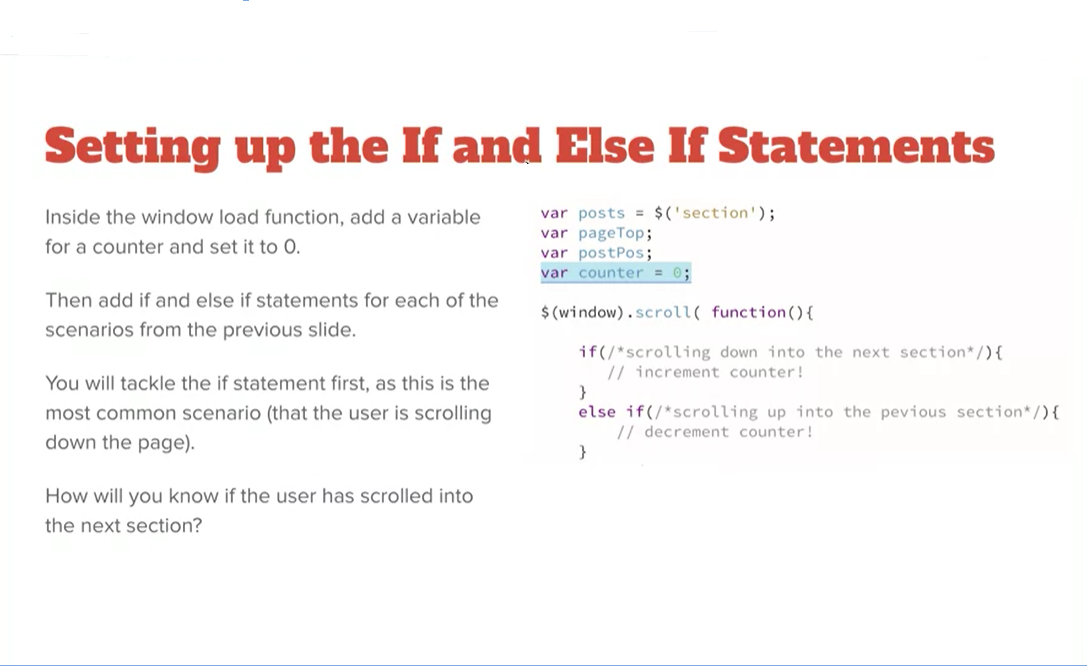 Setting up the If and Else If Statements
Inside the window load function, add a variable
for a counter and set it to 0.
Then add if and else if statements for each of the
scenarios from the previous slide.
You will tackle the if statement first, as this is the
most common scenario (that the user is scrolling
down the page).
How will you know if the user has scrolled into
the next section?
var posts = $('section');
var pageTop;
var postPos;
var counter = 0;
$(window).scroll( function(){
if(/*scrolling down into the next section*/){
// increment counter!
}
else if(/*scrolling up into the pevious section*/){
// decrement counter!
}